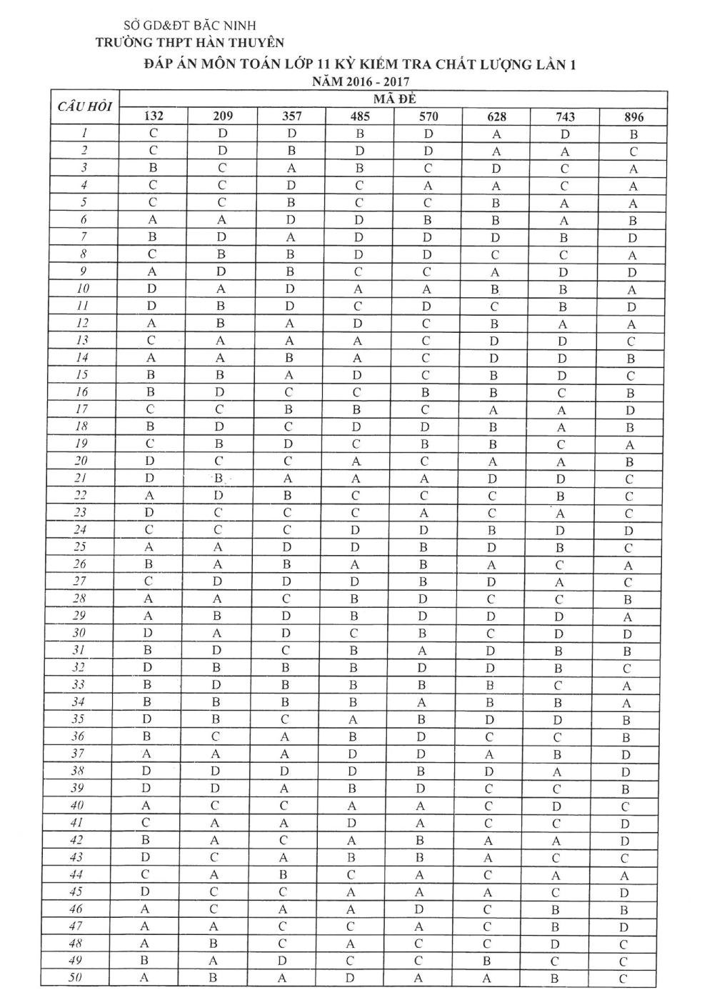 SỞ GD&ĐT BẮC NINH
TRƯỜNG THPT HÀN THUYÊN
ĐÁP ÁN MÔN TOÁN LỚP 11 KỲ KIỂM TRA CHẤT LƯỢNG LẦN 1
NĂM 2016 - 2017
CÂU HỎI MÃ ĐỀ
132 209 357 485 570 628 743 896
1 C D D B D A D B
2 C D B D D A A C
3 B C A B C D C A
4 C C D C A A C A
5 C C B C C B A A
6 A A D D B B A B
7 B D A D D D B D
8 C B B D D C C A
9 A D B C C A D D
10 D A D A A B B A
11 D B D C D C B D
12 A B A D C B A A
13 C A A A C D D C
14 A A B A C D D B
15 B B A D C B D C
16 B D C C B B C B
17 C C B B C A A D
18 B D C D D B A B
19 C B D C B B C A
20 D C C A C A A B
21 D B A A A D D C
22 A D B C C C B C
23 D C C C A C A C
24 C C C D D B D D
25 A A D D B D B C
26 B A B A B A C A
27 C D D D B D A C
28 A A C B D C C B
29 A B D B D D D A
30 D A D C B C D D
31 B D C B A D B B
32 D B B B D D B C
33 B D B B B B C A
34 B B B B A B B A
35 D B C A B D D B
36 B C A B D C C B
37 A A A D D A B D
38 D D D D B D A D
39 D D A B D C C B
40 A C C A A C D C
41 C A A D A C C D
42 B A C A B A A D
43 D C A B B A C C
44 C A B C A C A A
45 D C C A A A C D
46 A C A A D C B B
47 A A C C A C B D
48 A B C A C C D C
49 B A D C C B C C
50 A B A D A A B C